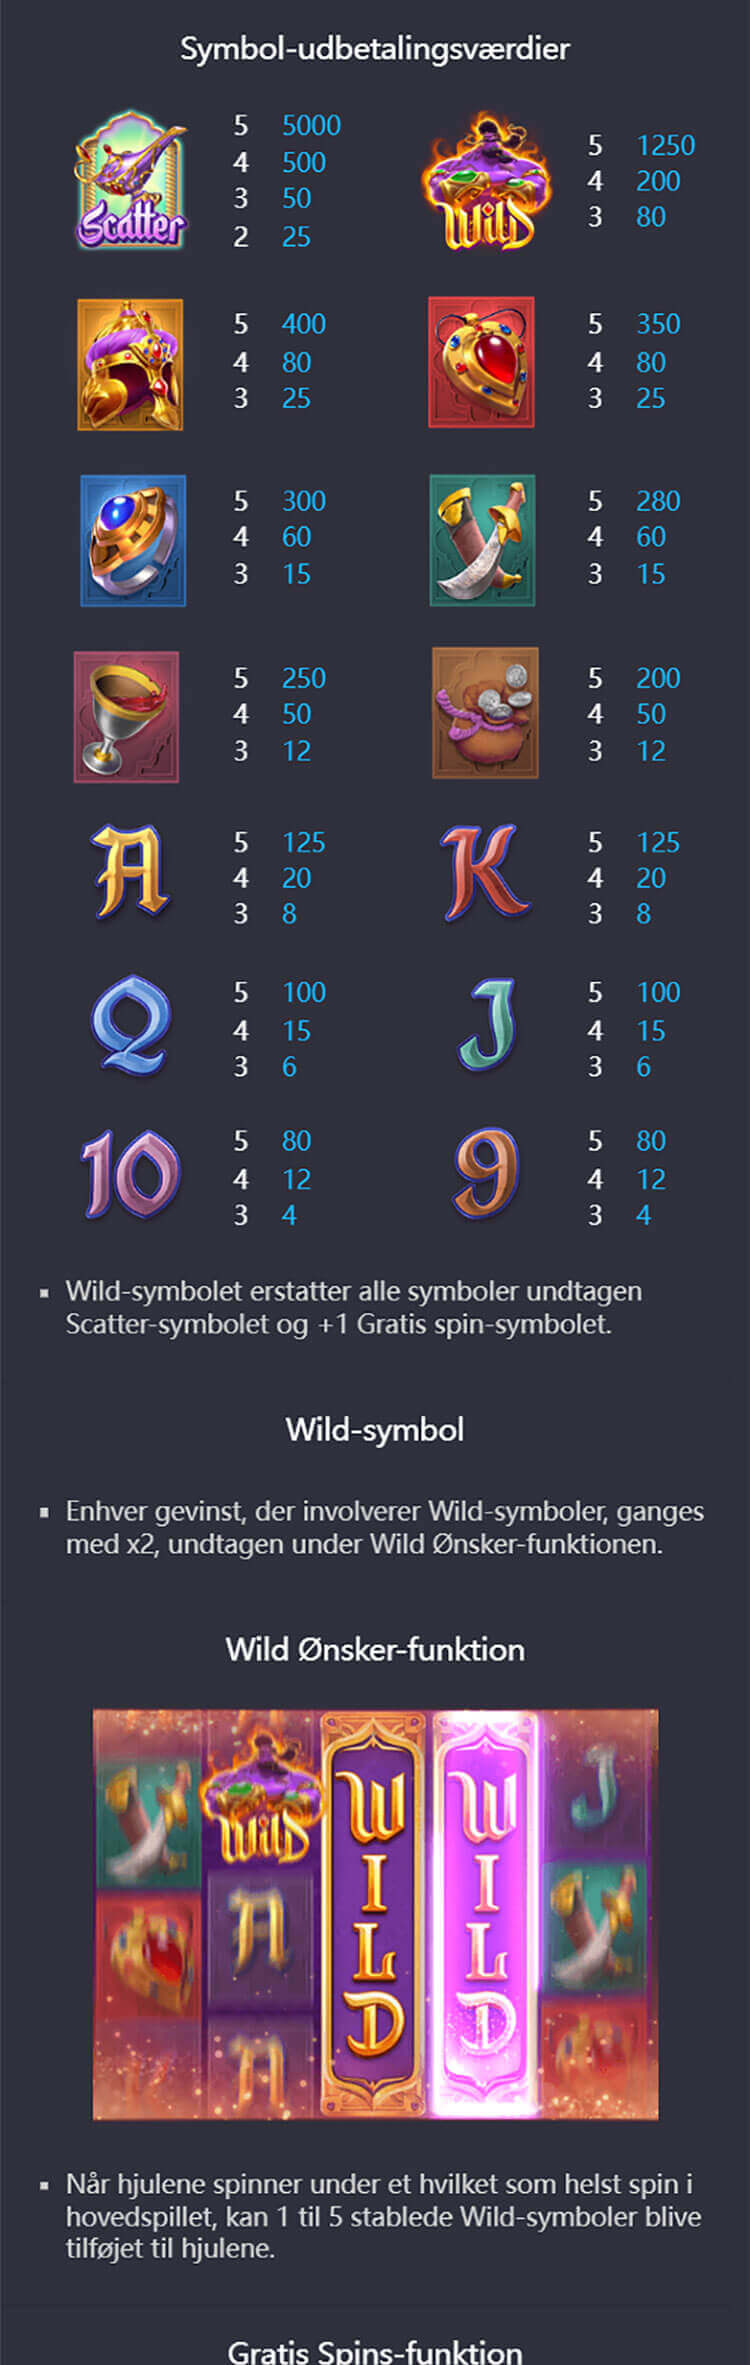 Symbol-udbetalingsværdier
Scatter
5 5000
4 500
3 50
2 25
Wild
5 1250
4 200
3 80
5 400
4 80
3 25
5 350
4 80
3 25
5 300
4 60
3 15
5 280
4 60
3 15
5 250
4 50
3 12
5 200
4 50
3 12
A
5 125
4 20
3 8
K
5 125
4 20
3 8
Q
5 100
4 15
3 6
J
5 100
4 15
3 6
10
5 80
4 12
3 4
9
5 80
4 12
3 4
▪ Wild-symbolet erstatter alle symboler undtagen
Scatter-symbolet og +1 Gratis spin-symbolet.
Wild-symbol
▪ Enhver gevinst, der involverer Wild-symboler, ganges
med x2, undtagen under Wild Ønsker-funktionen.
Wild Ønsker-funktion
WILD
A
A
WILD
WILD
J
▪ Når hjulene spinner under et hvilket som helst spin i
hovedspillet, kan 1 til 5 stablede Wild-symboler blive
tilføjet til hjulene.
Gratis Spins-funktion